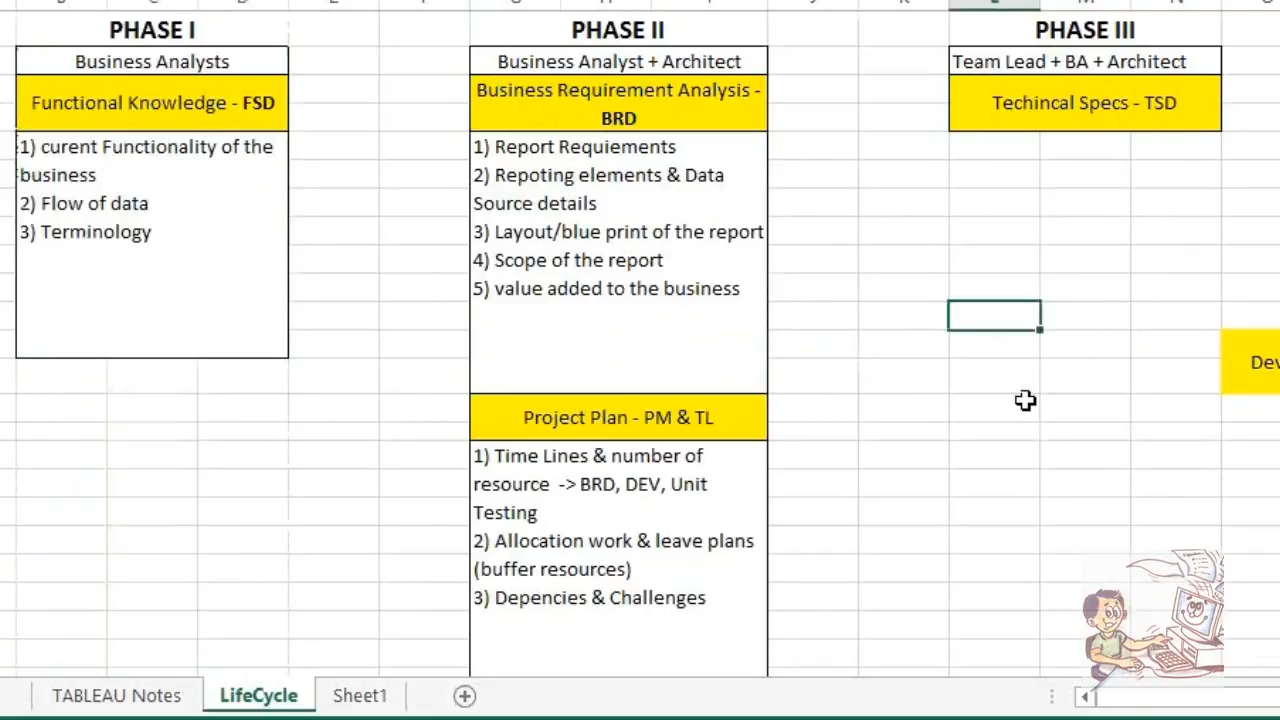 PHASE I
Business Analysts
Functional Knowledge - FSD
1) curent Functionality of the
business
2) Flow of data
3) Terminology
PHASE II
Business Analyst + Architect
Business Requirement Analysis -
BRD
1) Report Requiements
2) Repoting elements & Data
Source details
3) Layout/blue print of the report
4) Scope of the report
5) value added to the business
Project Plan - PM & TL
1) Time Lines & number of
resource -> BRD, DEV, Unit
Testing
2) Allocation work & leave plans
(buffer resources)
3) Depencies & Challenges
PHASE III
Team Lead + BA + Architect
Techincal Specs - TSD
Dev
TABLEAU Notes
LifeCycle
Sheet1